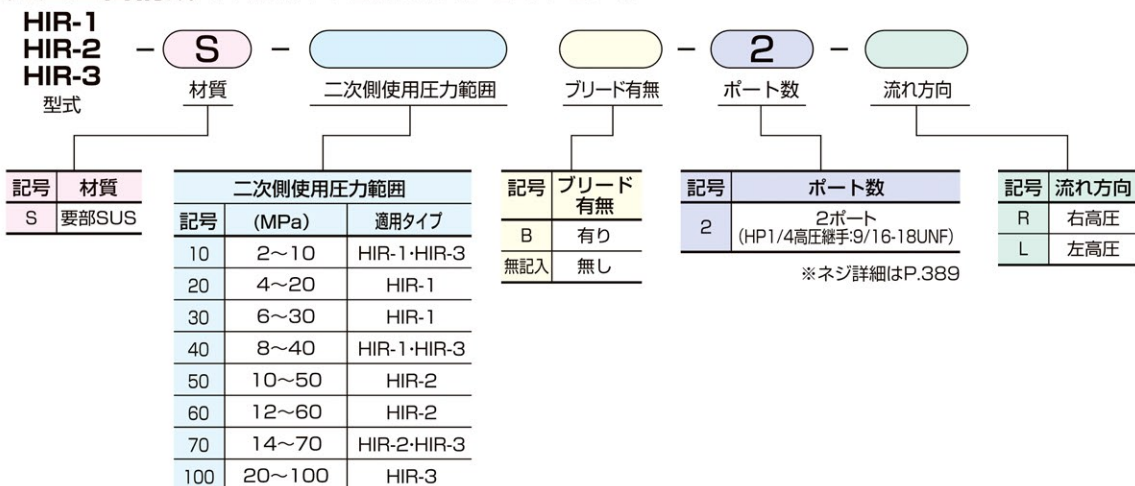 HIR-1
HIR-2 - S - - 2 -
HIR-3
型式 材質 二次側使用圧力範囲 ブリード有無 ポート数 流れ方向
記号 材質
S 要部SUS
二次側使用圧力範囲
記号 (MPa) 適用タイプ
10 2～10 HIR-1・HIR-3
20 4～20 HIR-1
30 6～30 HIR-1
40 8～40 HIR-1・HIR-3
50 10～50 HIR-2
60 12～60 HIR-2
70 14～70 HIR-2・HIR-3
100 20～100 HIR-3
記号 ブリード有無
B 有り
無記入 無し
記号 ポート数
2 2ポート
(HP1/4高圧継手:9/16-18UNF)
※ネジ詳細はP.389
記号 流れ方向
R 右高圧
L 左高圧